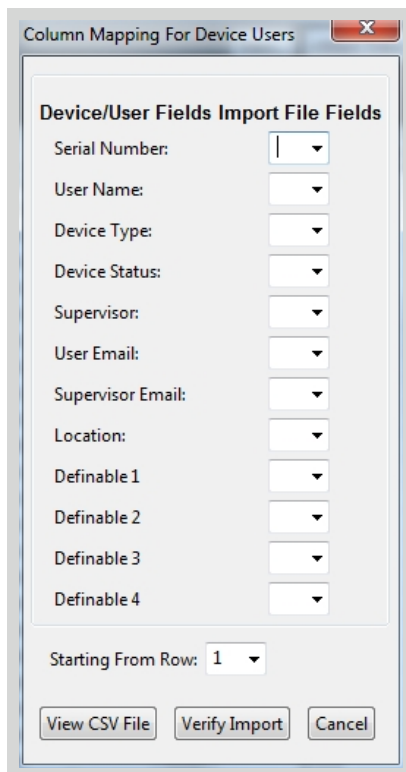 Column Mapping For Device Users
Device/User Fields Import File Fields
Serial Number:
User Name:
Device Type:
Device Status:
Supervisor:
User Email:
Supervisor Email:
Location:
Definable 1
Definable 2
Definable 3
Definable 4
Starting From Row: 1
View CSV File Verify Import Cancel